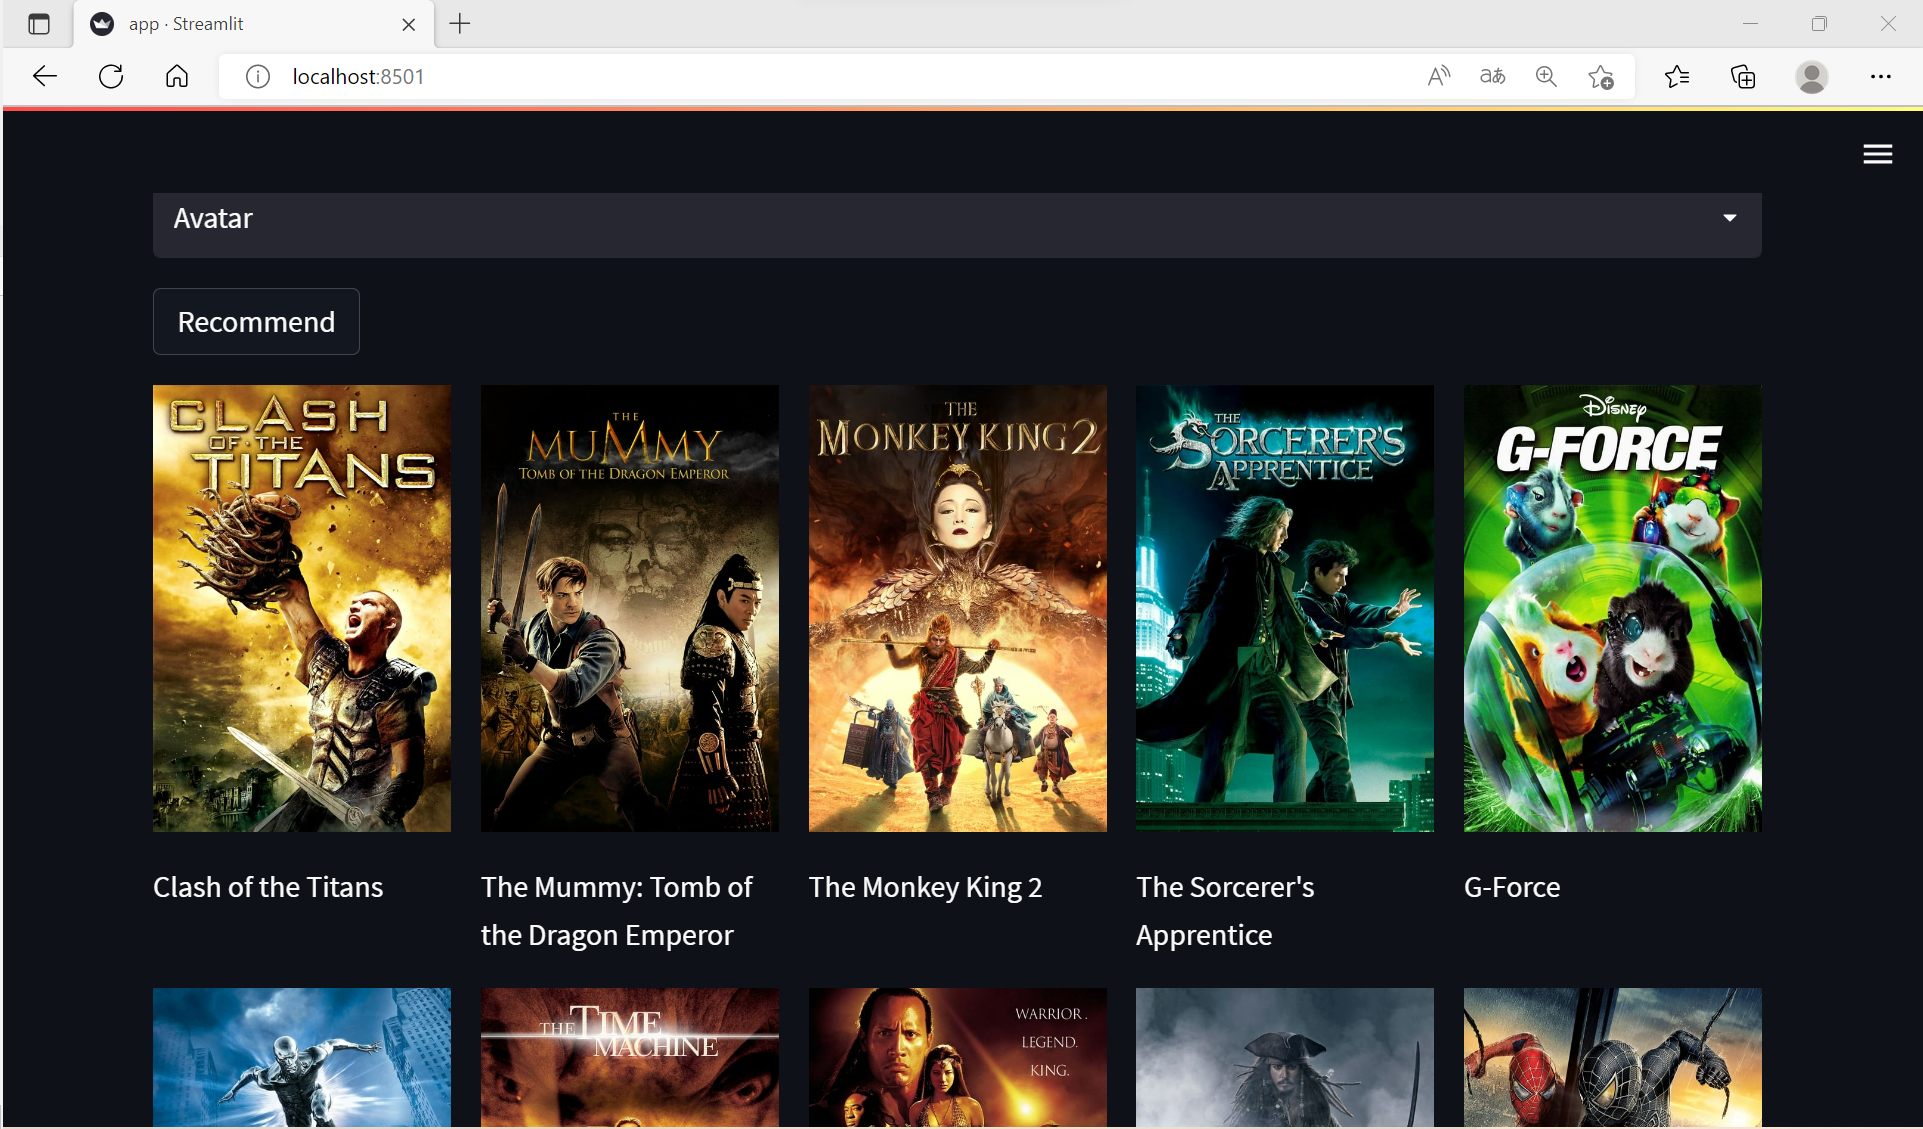 app · Streamlit
localhost:8501
Avatar
Recommend
CLASH
OF THE
TITANS
THE
MUMMY
TOMB OF THE DRAGON EMPEROR
THE
MONKEY KING 2
THE
SORCERER'S
APPRENTICE
DISNEY
G-FORCE
Clash of the Titans
The Mummy: Tomb of
the Dragon Emperor
The Monkey King 2
The Sorcerer's
Apprentice
G-Force
THE TIME
MACHINE
WARRIOR.
LEGEND.
KING.